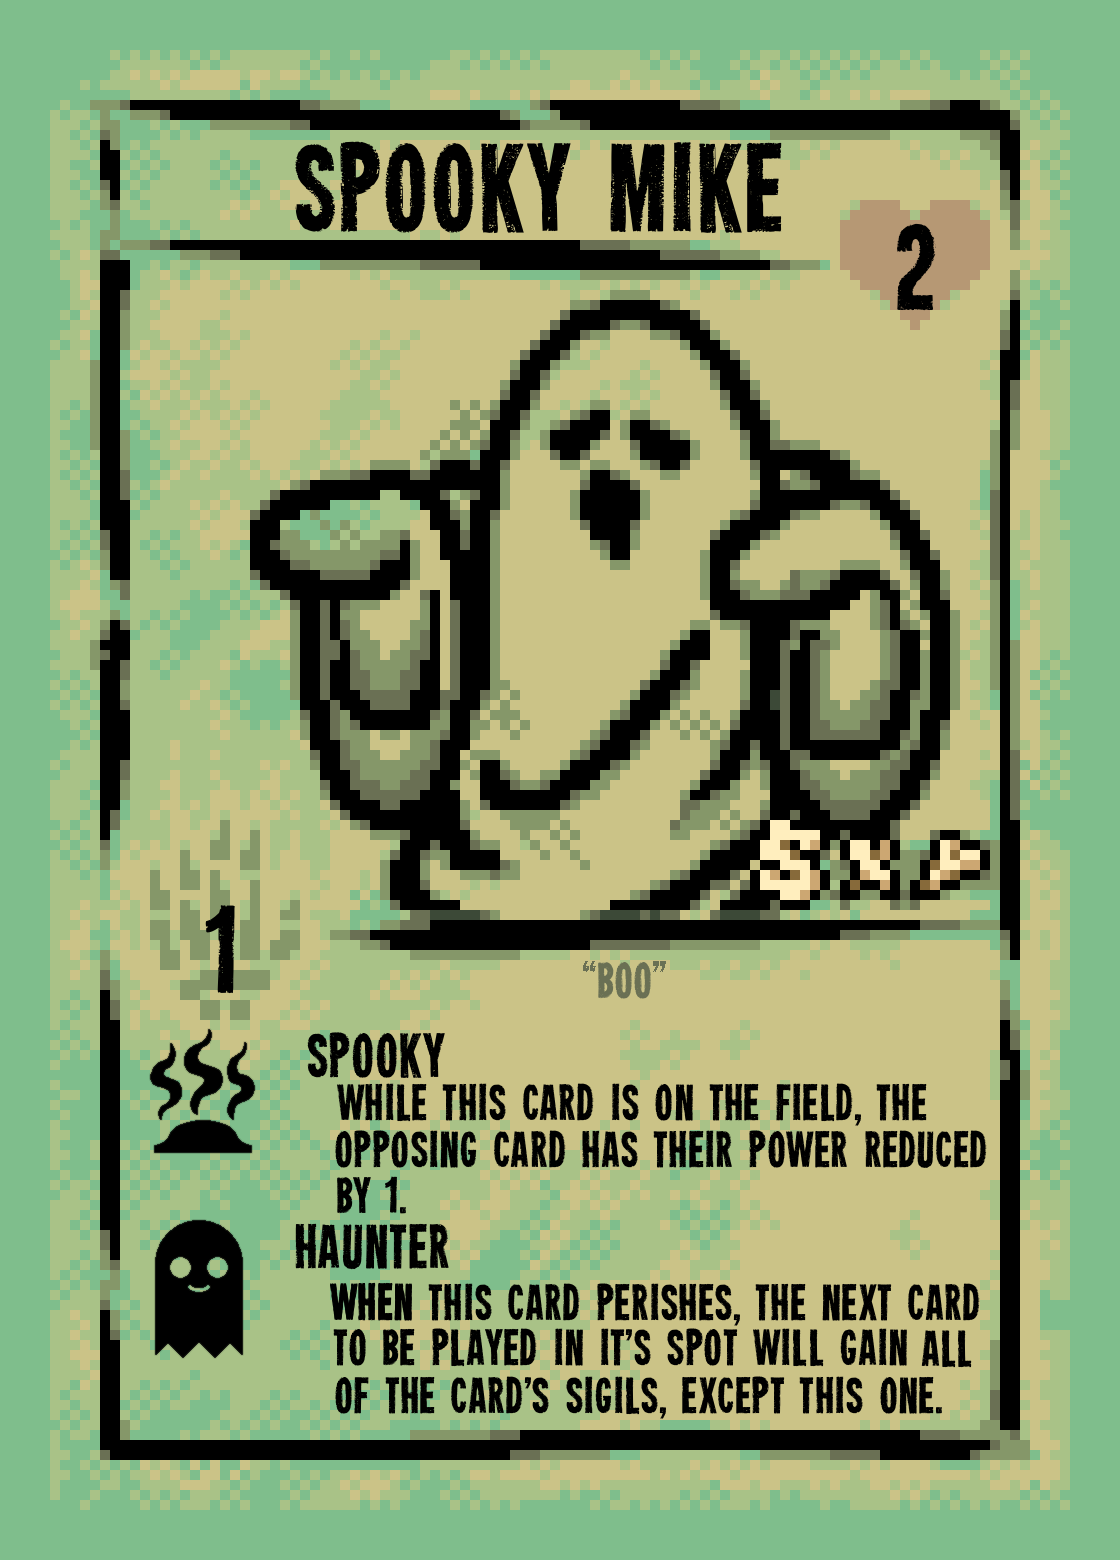 SPOOKY MIKE
2
SXP
1
“BOO”
SPOOKY
WHILE THIS CARD IS ON THE FIELD, THE
OPPOSING CARD HAS THEIR POWER REDUCED
BY 1.
HAUNTER
WHEN THIS CARD PERISHES, THE NEXT CARD
TO BE PLAYED IN IT’S SPOT WILL GAIN ALL
OF THE CARD’S SIGILS, EXCEPT THIS ONE.